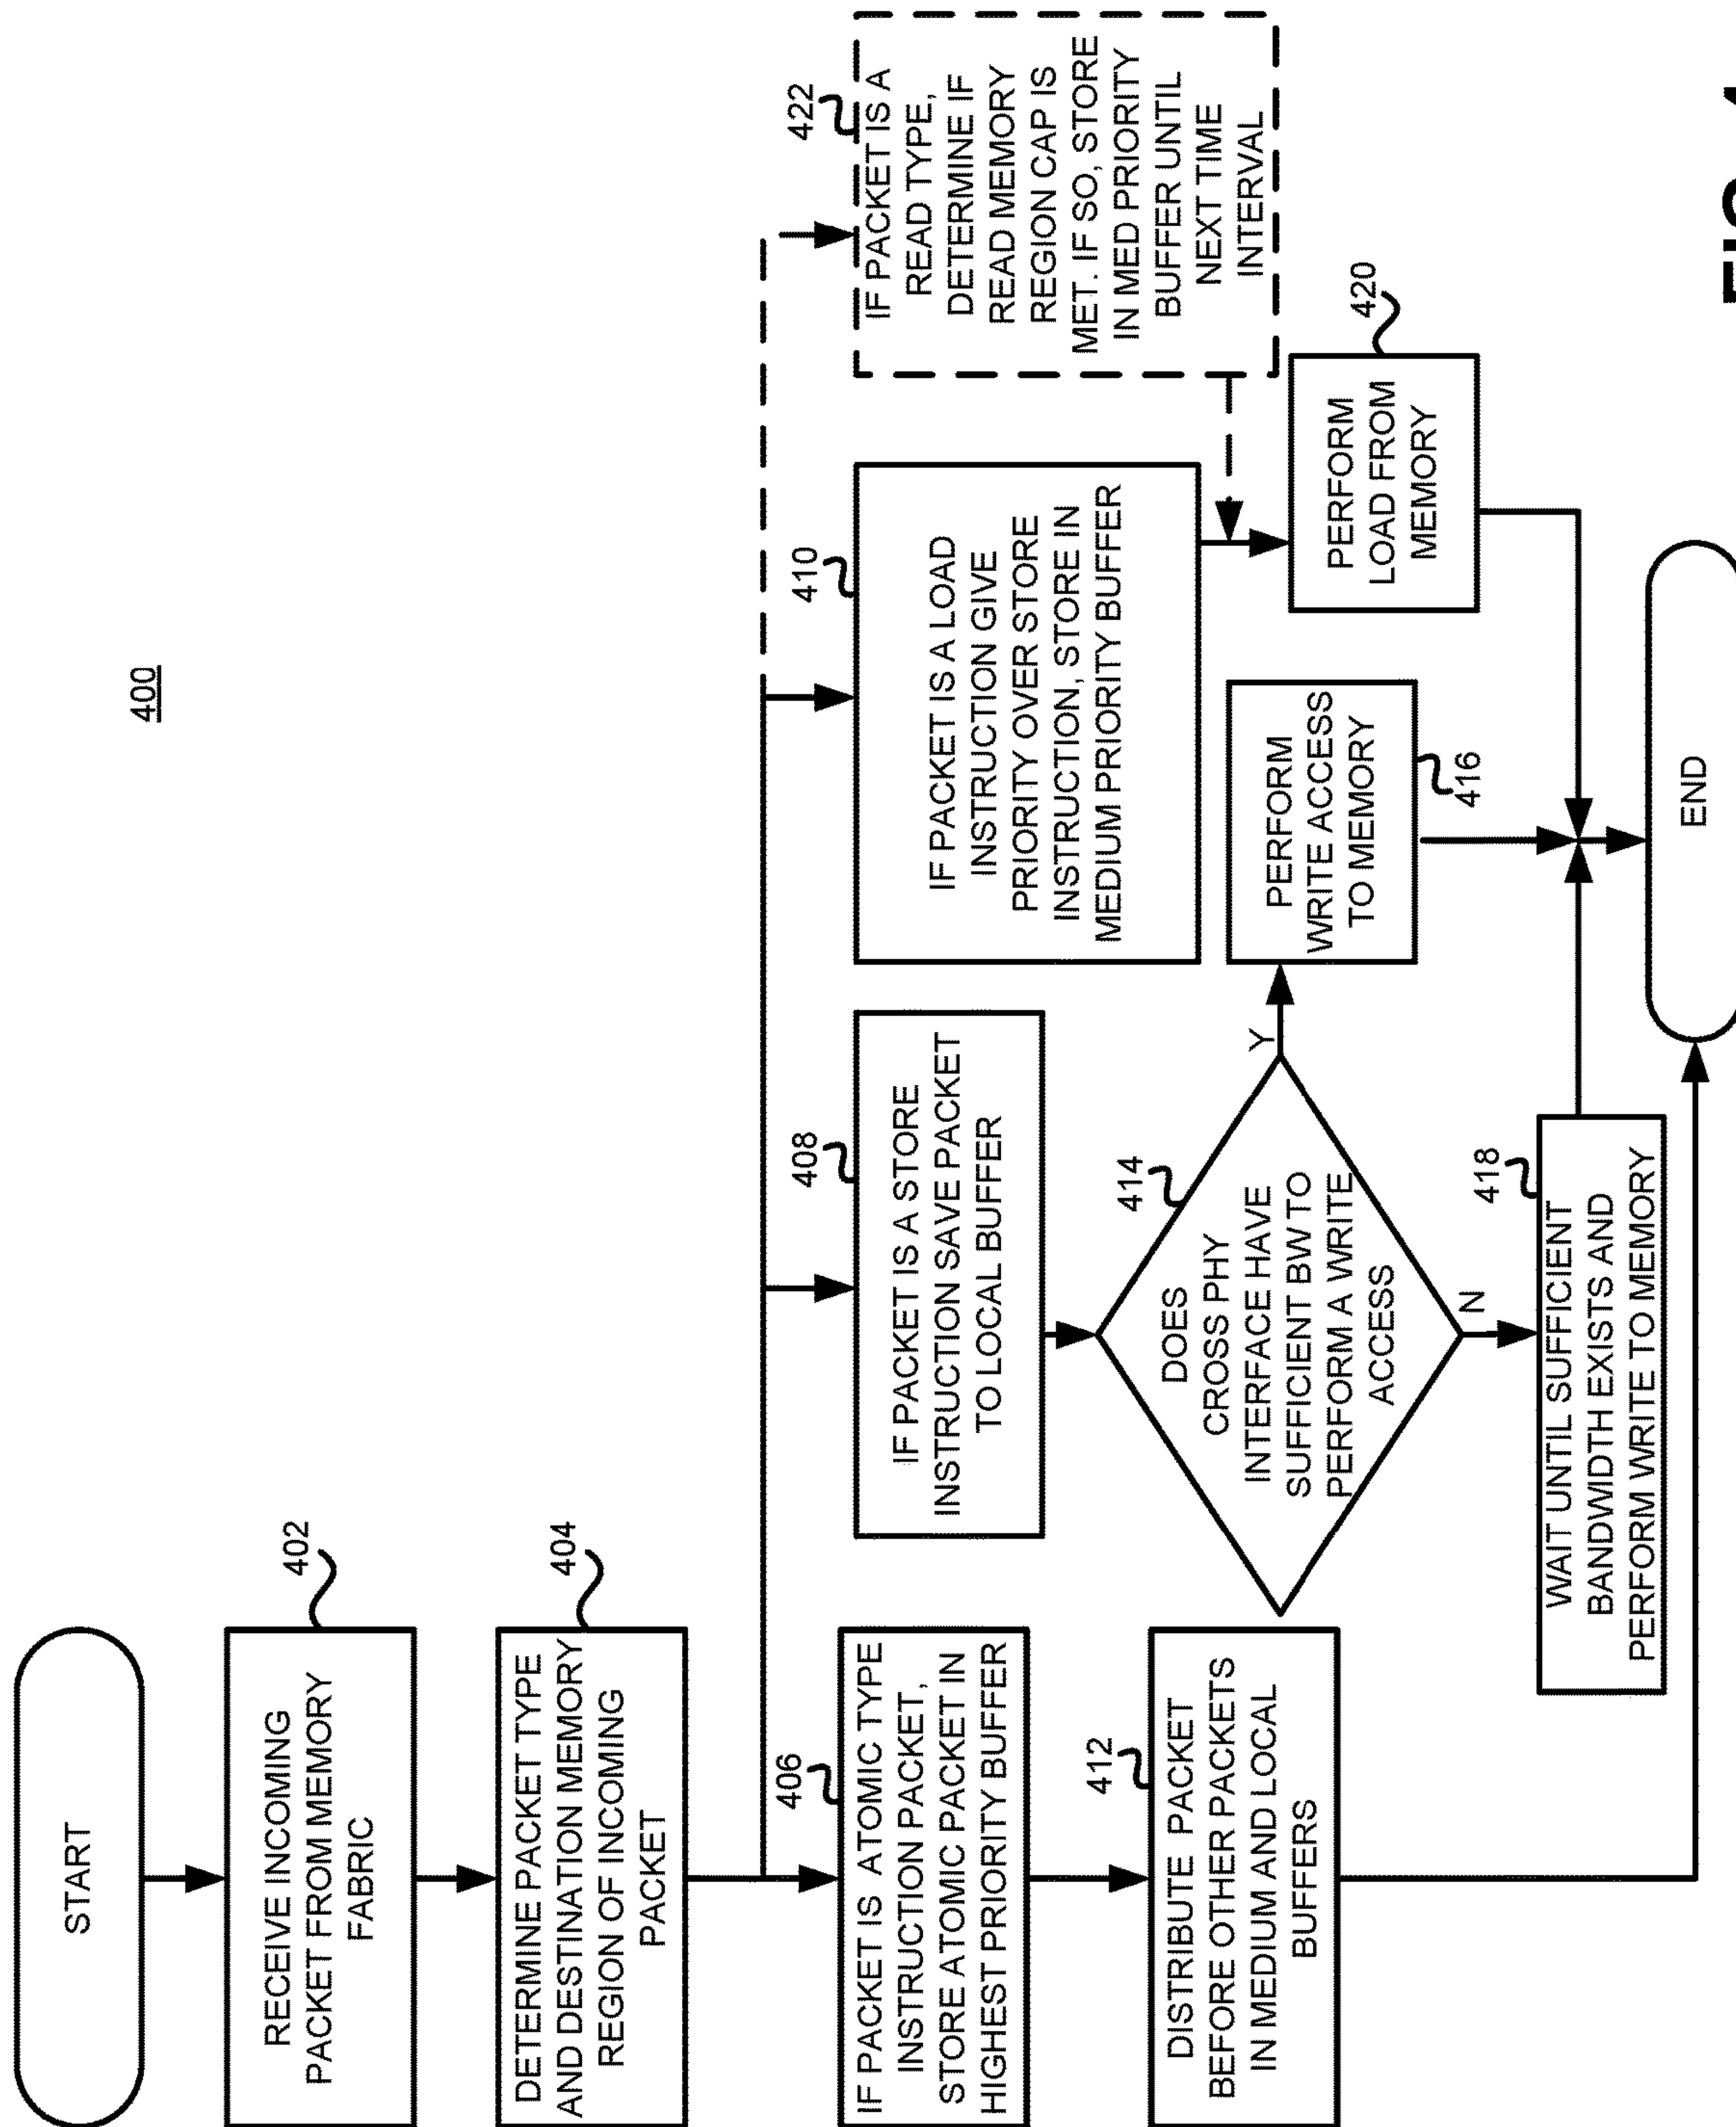 400
START
RECEIVE INCOMING
PACKET FROM MEMORY
FABRIC
402
DETERMINE PACKET TYPE
AND DESTINATION MEMORY
REGION OF INCOMING
PACKET
404
IF PACKET IS ATOMIC TYPE
INSTRUCTION PACKET,
STORE ATOMIC PACKET IN
HIGHEST PRIORITY BUFFER
406
IF PACKET IS A STORE
INSTRUCTION SAVE PACKET
TO LOCAL BUFFER
408
IF PACKET IS A LOAD
INSTRUCTION GIVE
PRIORITY OVER STORE
INSTRUCTION, STORE IN
MEDIUM PRIORITY BUFFER
410
IF PACKET IS A
READ TYPE,
DETERMINE IF
READ MEMORY
REGION CAP IS
MET. IF SO, STORE
IN MED PRIORITY
BUFFER UNTIL
NEXT TIME
INTERVAL
422
DISTRIBUTE PACKET
BEFORE OTHER PACKETS
IN MEDIUM AND LOCAL
BUFFERS
412
DOES
CROSS PHY
INTERFACE HAVE
SUFFICIENT BW TO
PERFORM A WRITE
ACCESS
414
Y
N
PERFORM
WRITE ACCESS
TO MEMORY
416
PERFORM
LOAD FROM
MEMORY
420
WAIT UNTIL SUFFICIENT
BANDWIDTH EXISTS AND
PERFORM WRITE TO MEMORY
418
END